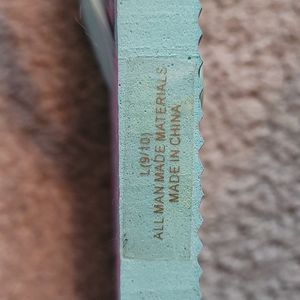 L(9/10)
ALL MAN MADE MATERIALS
MADE IN CHINA